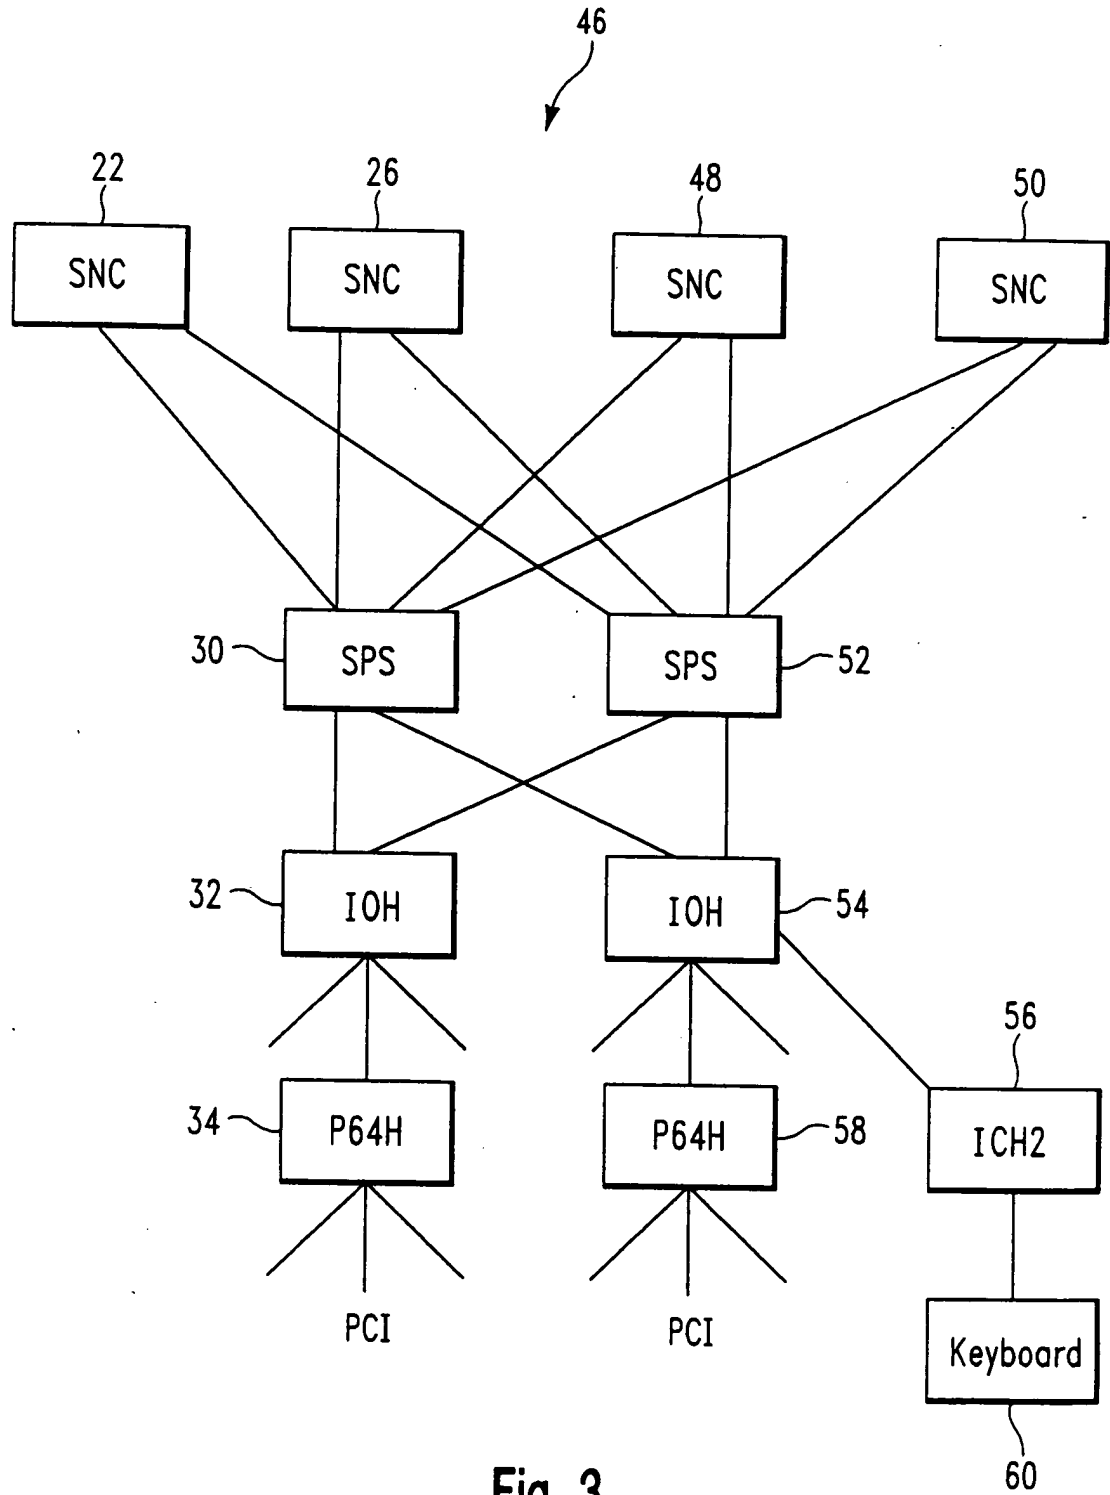 46
22
26
48
50
SNC
SNC
SNC
SNC
30
SPS
SPS
52
32
IOH
IOH
54
56
34
P64H
P64H
58
ICH2
PCI
PCI
Keyboard
60
Fig. 3